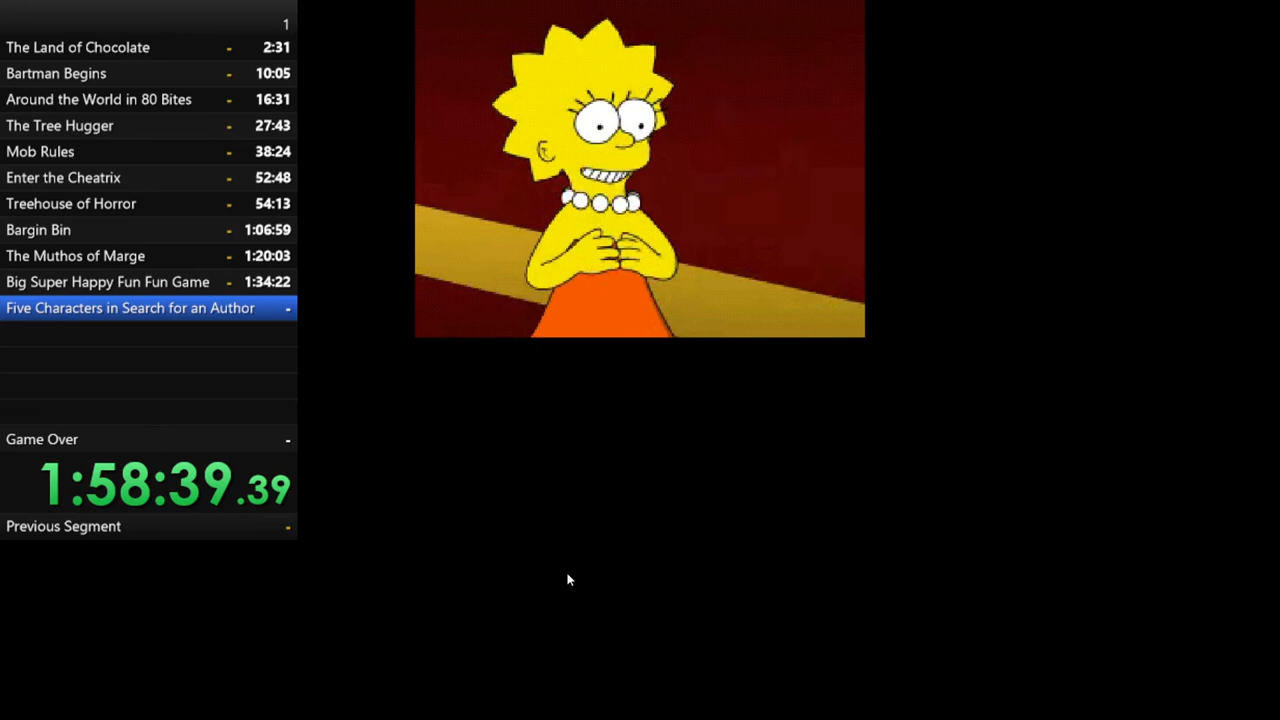 1
The Land of Chocolate - 2:31
Bartman Begins - 10:05
Around the World in 80 Bites - 16:31
The Tree Hugger - 27:43
Mob Rules - 38:24
Enter the Cheatrix - 52:48
Treehouse of Horror - 54:13
Bargin Bin - 1:06:59
The Muthos of Marge - 1:20:03
Big Super Happy Fun Fun Game - 1:34:22
Five Characters in Search for an Author -
Game Over -
1:58:39.39
Previous Segment -